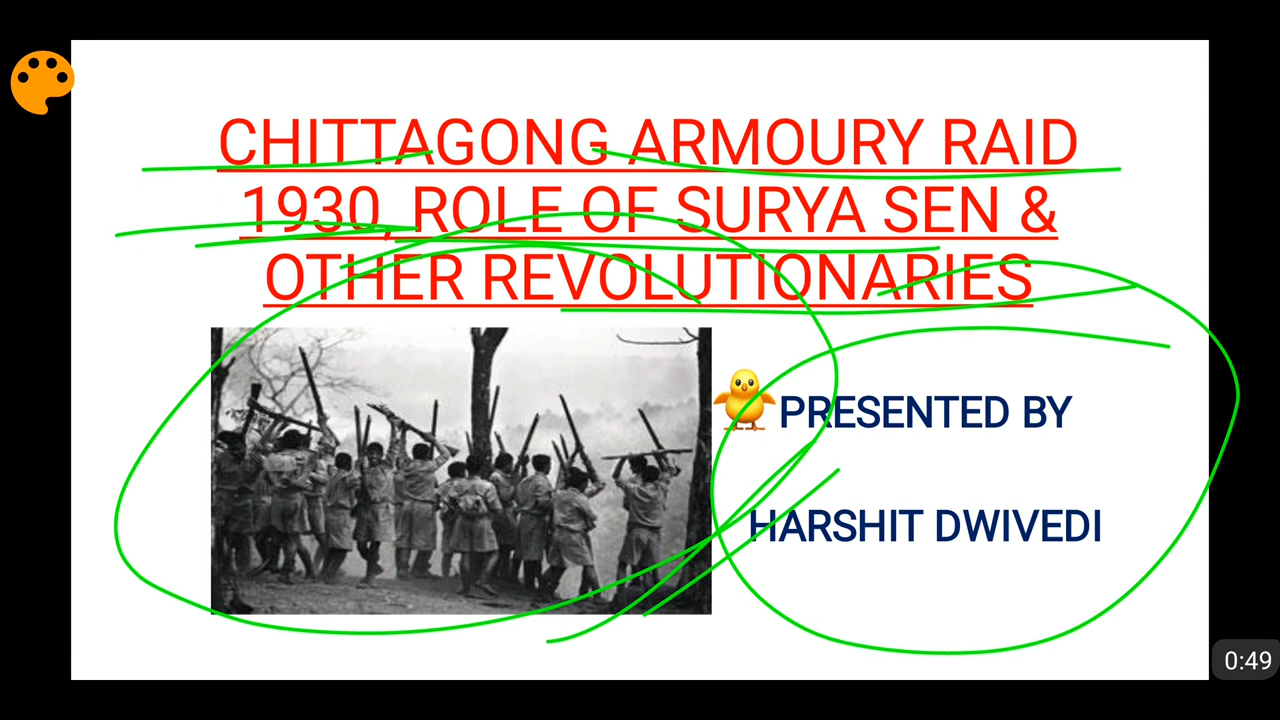 CHITTAGONG ARMOURY RAID
1930, ROLE OF SURYA SEN &
OTHER REVOLUTIONARIES
PRESENTED BY
HARSHIT DWIVEDI
0:49